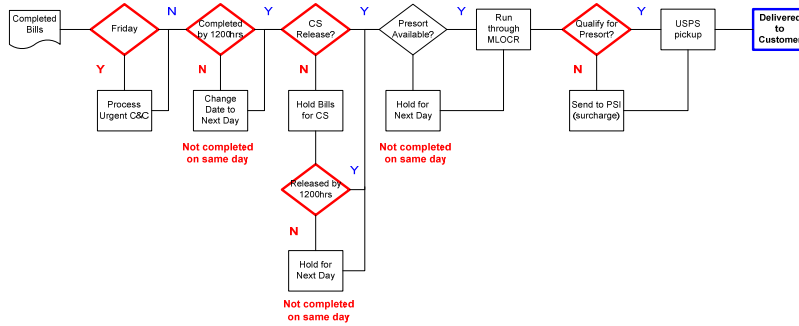 Completed
Bills
Friday
N
Y
Process
Urgent C&C
Completed
by 1200hrs
Y
N
Change
Date to
Next Day
Not completed
on same day
CS
Release?
Y
N
Hold Bills
for CS
Released by
1200hrs
Y
N
Hold for
Next Day
Not completed
on same day
Presort
Available?
Y
Hold for
Next Day
Not completed
on same day
Run
through
MLOCR
Qualify for
Presort?
Y
N
Send to PSI
(surcharge)
USPS
pickup
Delivered
to
Customer